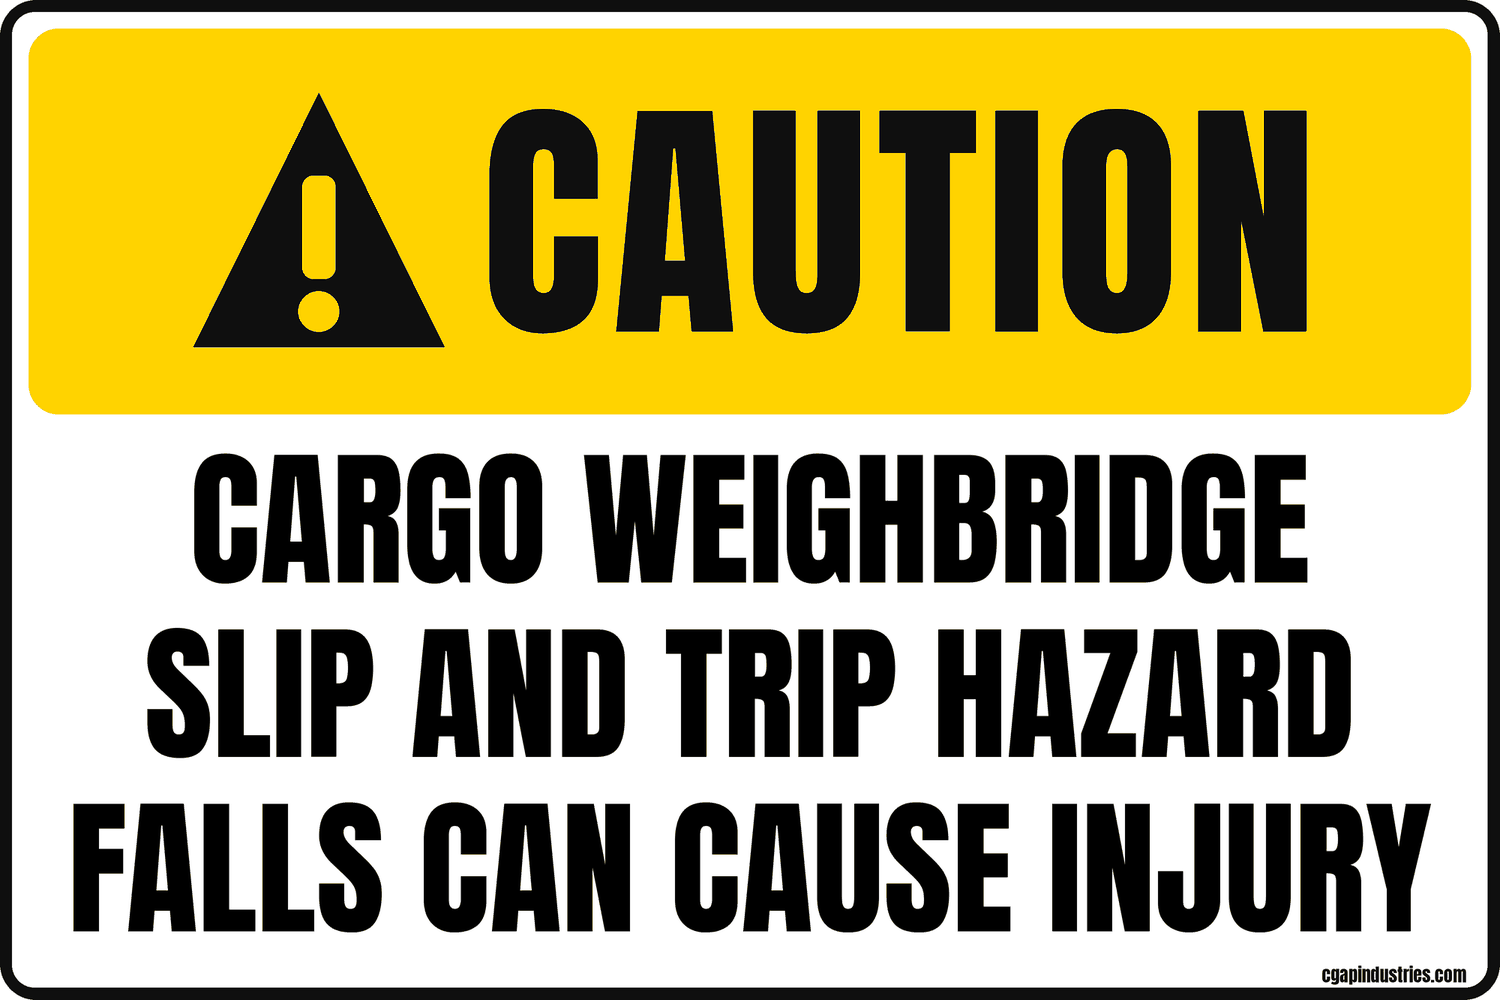 CAUTION
CARGO WEIGHBRIDGE
SLIP AND TRIP HAZARD
FALLS CAN CAUSE INJURY
cgapindustries.com